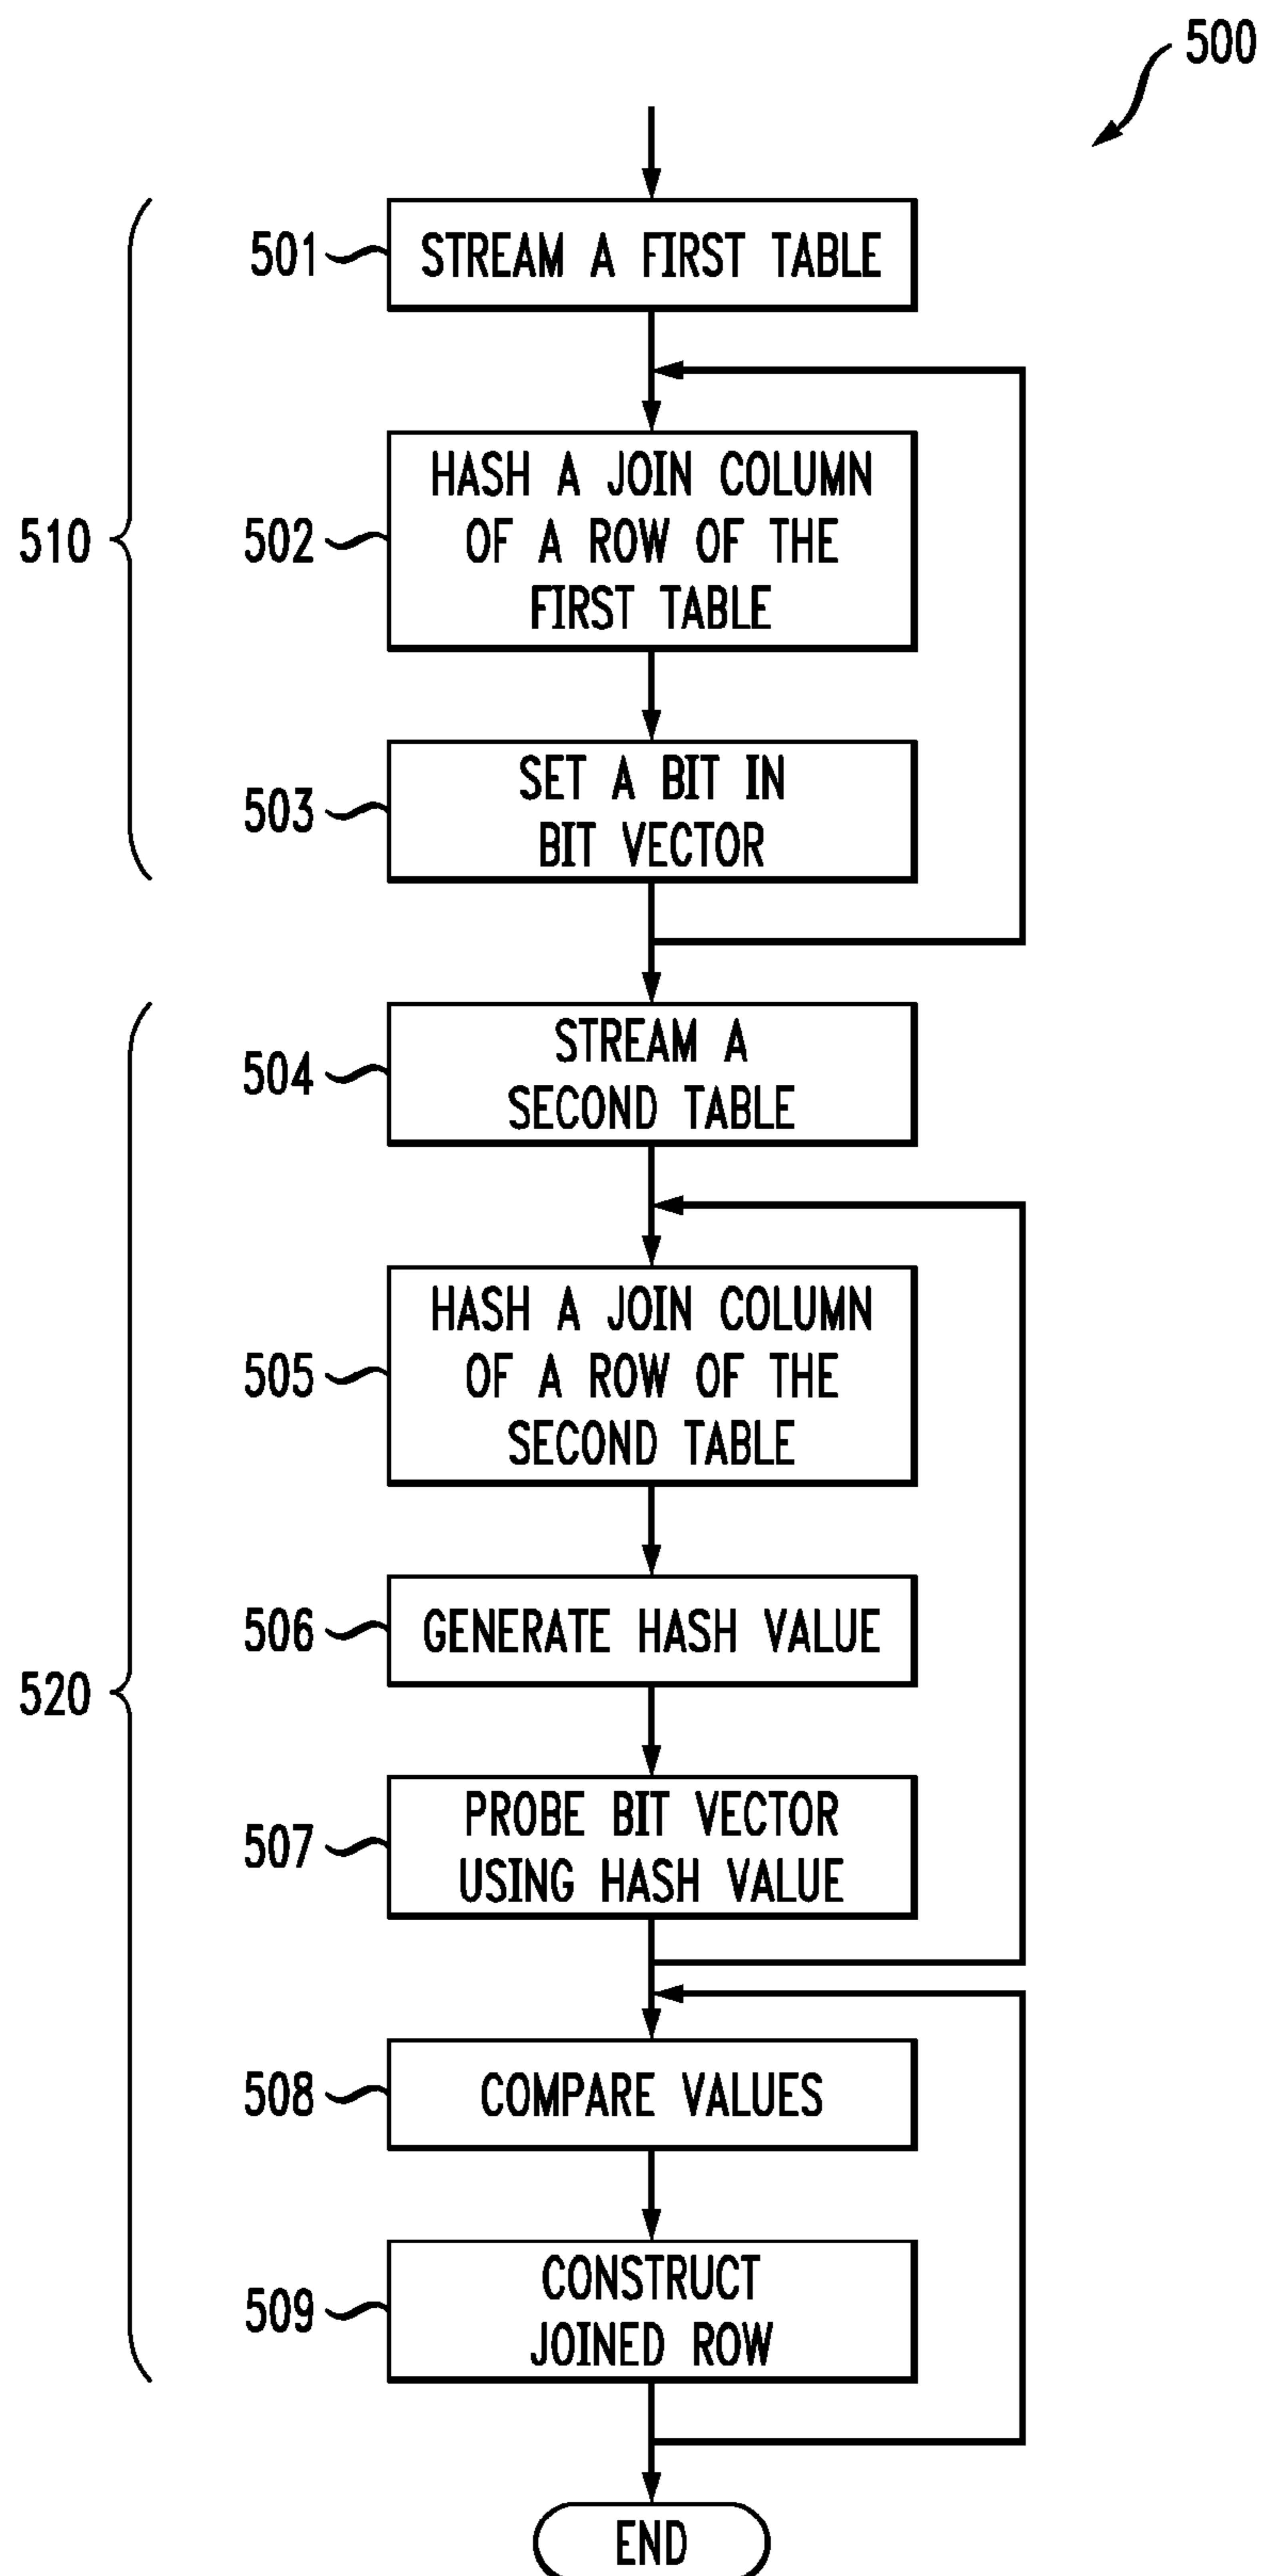 500
501
STREAM A FIRST TABLE
510
502
HASH A JOIN COLUMN
OF A ROW OF THE
FIRST TABLE
503
SET A BIT IN
BIT VECTOR
504
STREAM A
SECOND TABLE
505
HASH A JOIN COLUMN
OF A ROW OF THE
SECOND TABLE
520
506
GENERATE HASH VALUE
507
PROBE BIT VECTOR
USING HASH VALUE
508
COMPARE VALUES
509
CONSTRUCT
JOINED ROW
END